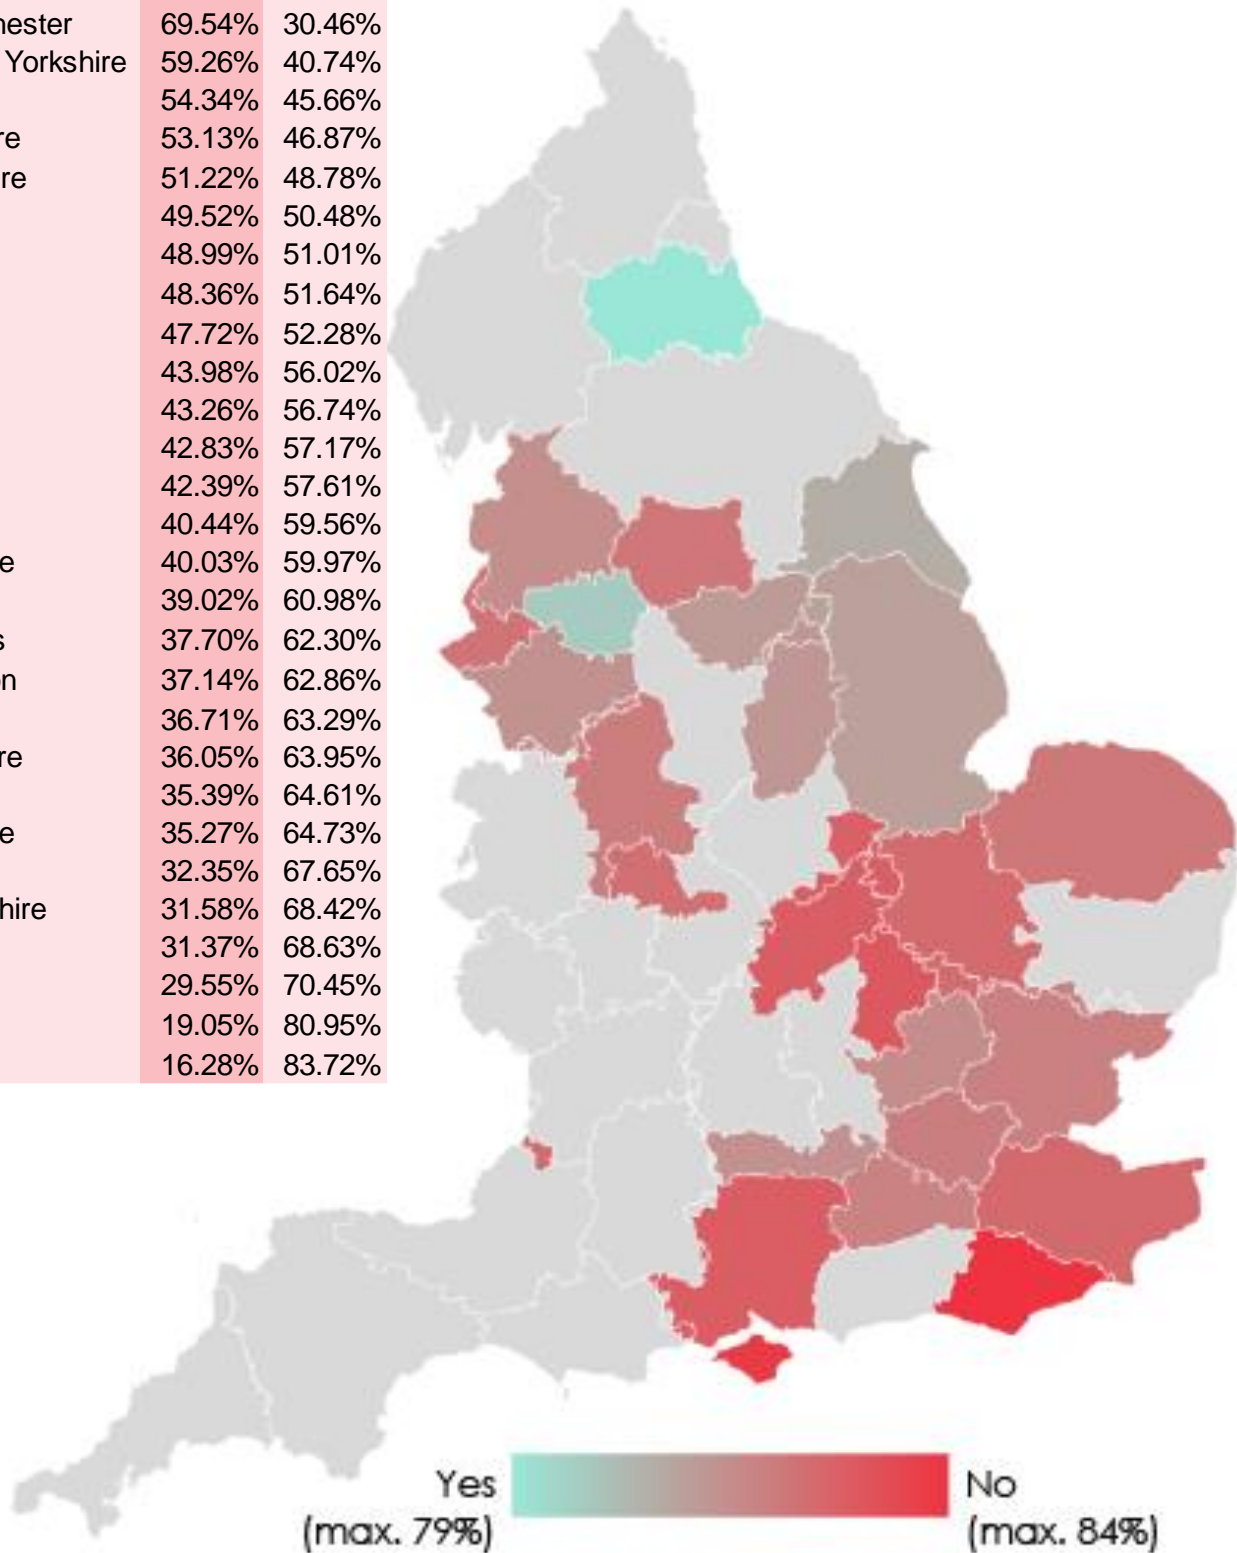 nester 69.54% 30.46%
Yorkshire 59.26% 40.74%
54.34% 45.66%
re 53.13% 46.87%
re 51.22% 48.78%
49.52% 50.48%
48.99% 51.01%
48.36% 51.64%
47.72% 52.28%
43.98% 56.02%
43.26% 56.74%
42.83% 57.17%
42.39% 57.61%
40.44% 59.56%
e 40.03% 59.97%
39.02% 60.98%
s 37.70% 62.30%
n 37.14% 62.86%
36.71% 63.29%
re 36.05% 63.95%
35.39% 64.61%
e 35.27% 64.73%
32.35% 67.65%
hire 31.58% 68.42%
31.37% 68.63%
29.55% 70.45%
19.05% 80.95%
16.28% 83.72%
Yes
(max. 79%)
No
(max. 84%)